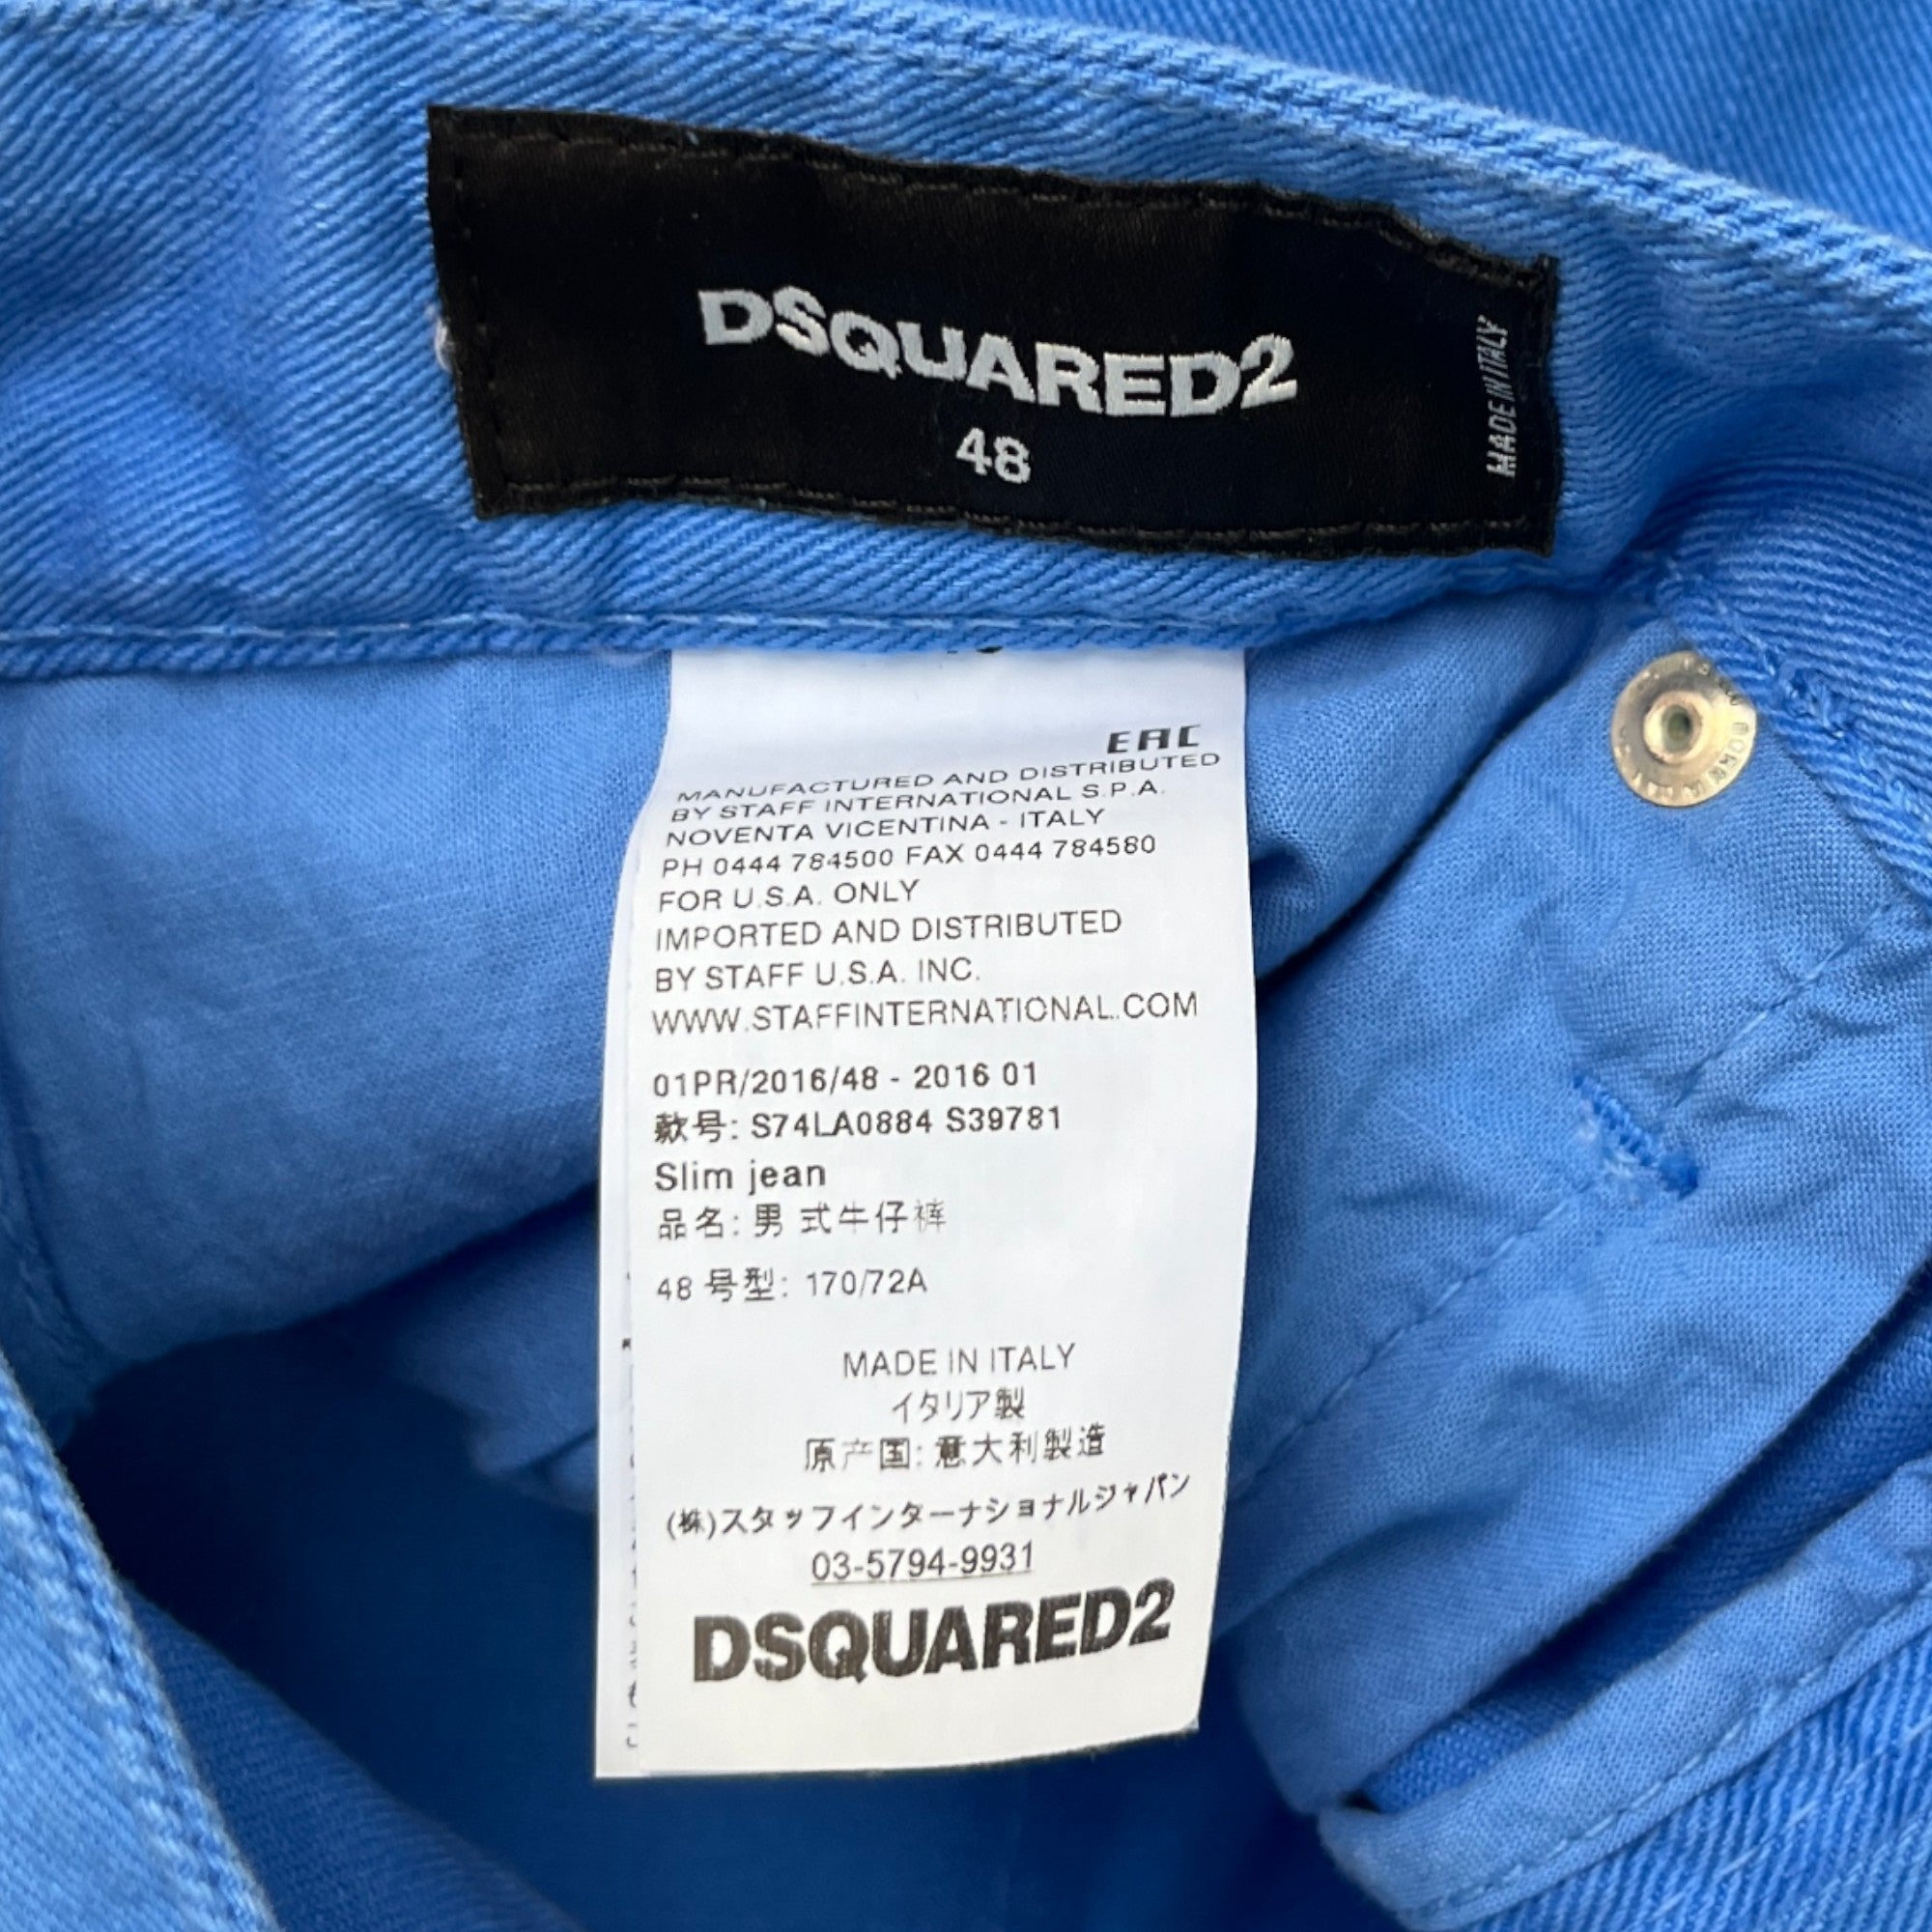 DSQUARED2
48
MADE IN ITALY
EAC
MANUFACTURED AND DISTRIBUTED
BY STAFF INTERNATIONAL S.P.A.
NOVENTA VICENTINA - ITALY
PH 0444 784500 FAX 0444 784580
FOR U.S.A. ONLY
IMPORTED AND DISTRIBUTED
BY STAFF U.S.A. INC.
WWW.STAFFINTERNATIONAL.COM
01PR/2016/48 - 2016 01
款号: S74LA0884 S39781
Slim jean
品名: 男 式牛仔裤
48 号型: 170/72A
MADE IN ITALY
イタリア製
原产国: 意大利製造
(株)スタッフインターナショナルジャパン
03-5794-9931
DSQUARED2